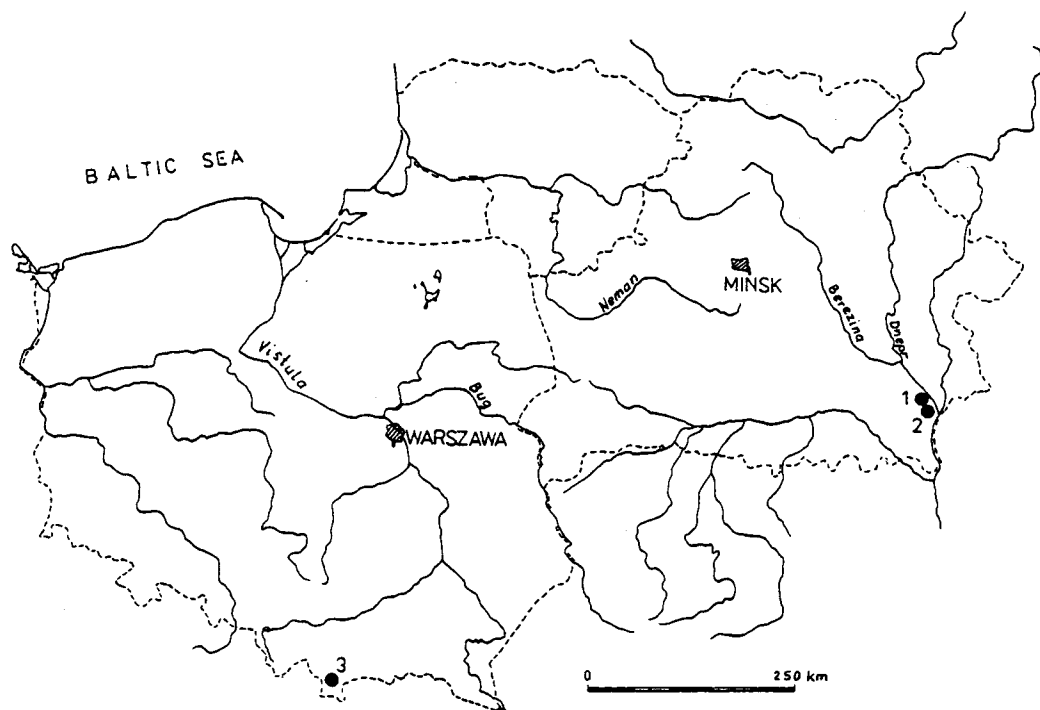 BALTIC SEA
MINSK
Neman
Berezina
Dnepr
Vistula
Bug
1
2
WARSZAWA
3
0 250 km